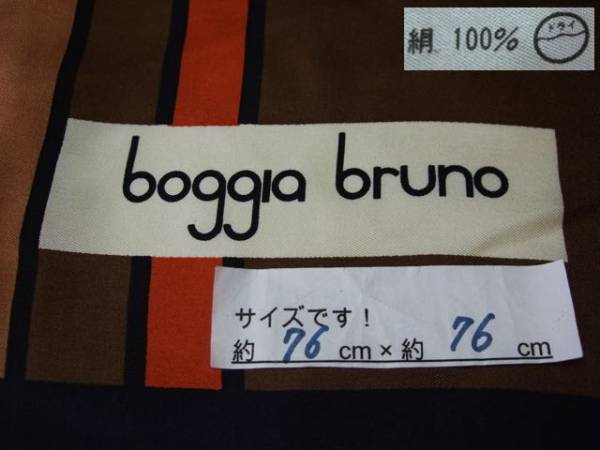 絹 100% ドライ
boggia bruno
サイズです!
約 76 cm × 約 76 cm